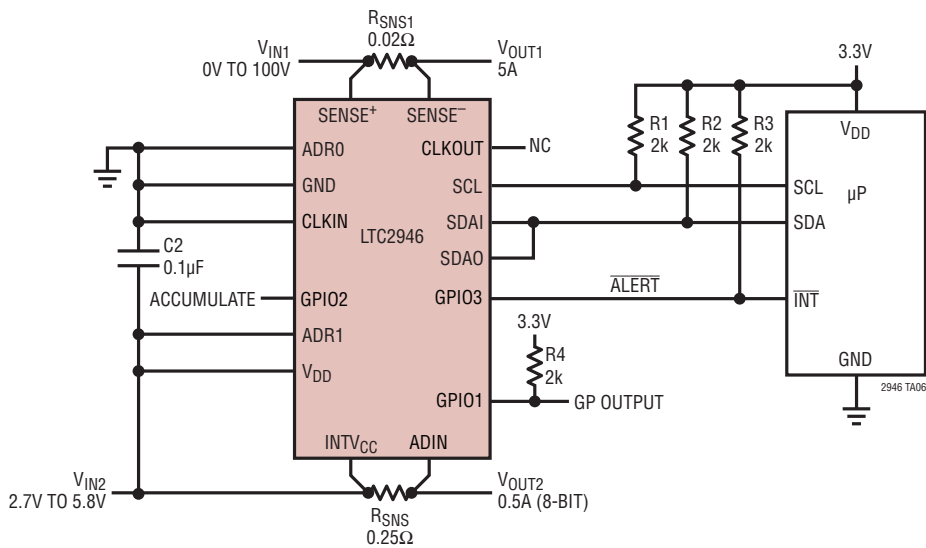 RSNS1
0.02Ω
VIN1
0V TO 100V
VOUT1
5A
3.3V
SENSE+
SENSE–
ADR0
CLKOUT
NC
R1
2k
R2
2k
R3
2k
VDD
GND
SCL
SCL
µP
CLKIN
LTC2946
SDAI
SDA
C2
0.1µF
SDAO
ACCUMULATE
GPIO2
GPIO3
ALERT
INT
ADR1
3.3V
VDD
R4
2k
GND
2946 TA06
GPIO1
GP OUTPUT
INTVCC
ADIN
VIN2
2.7V TO 5.8V
VOUT2
0.5A (8-BIT)
RSNS
0.25Ω